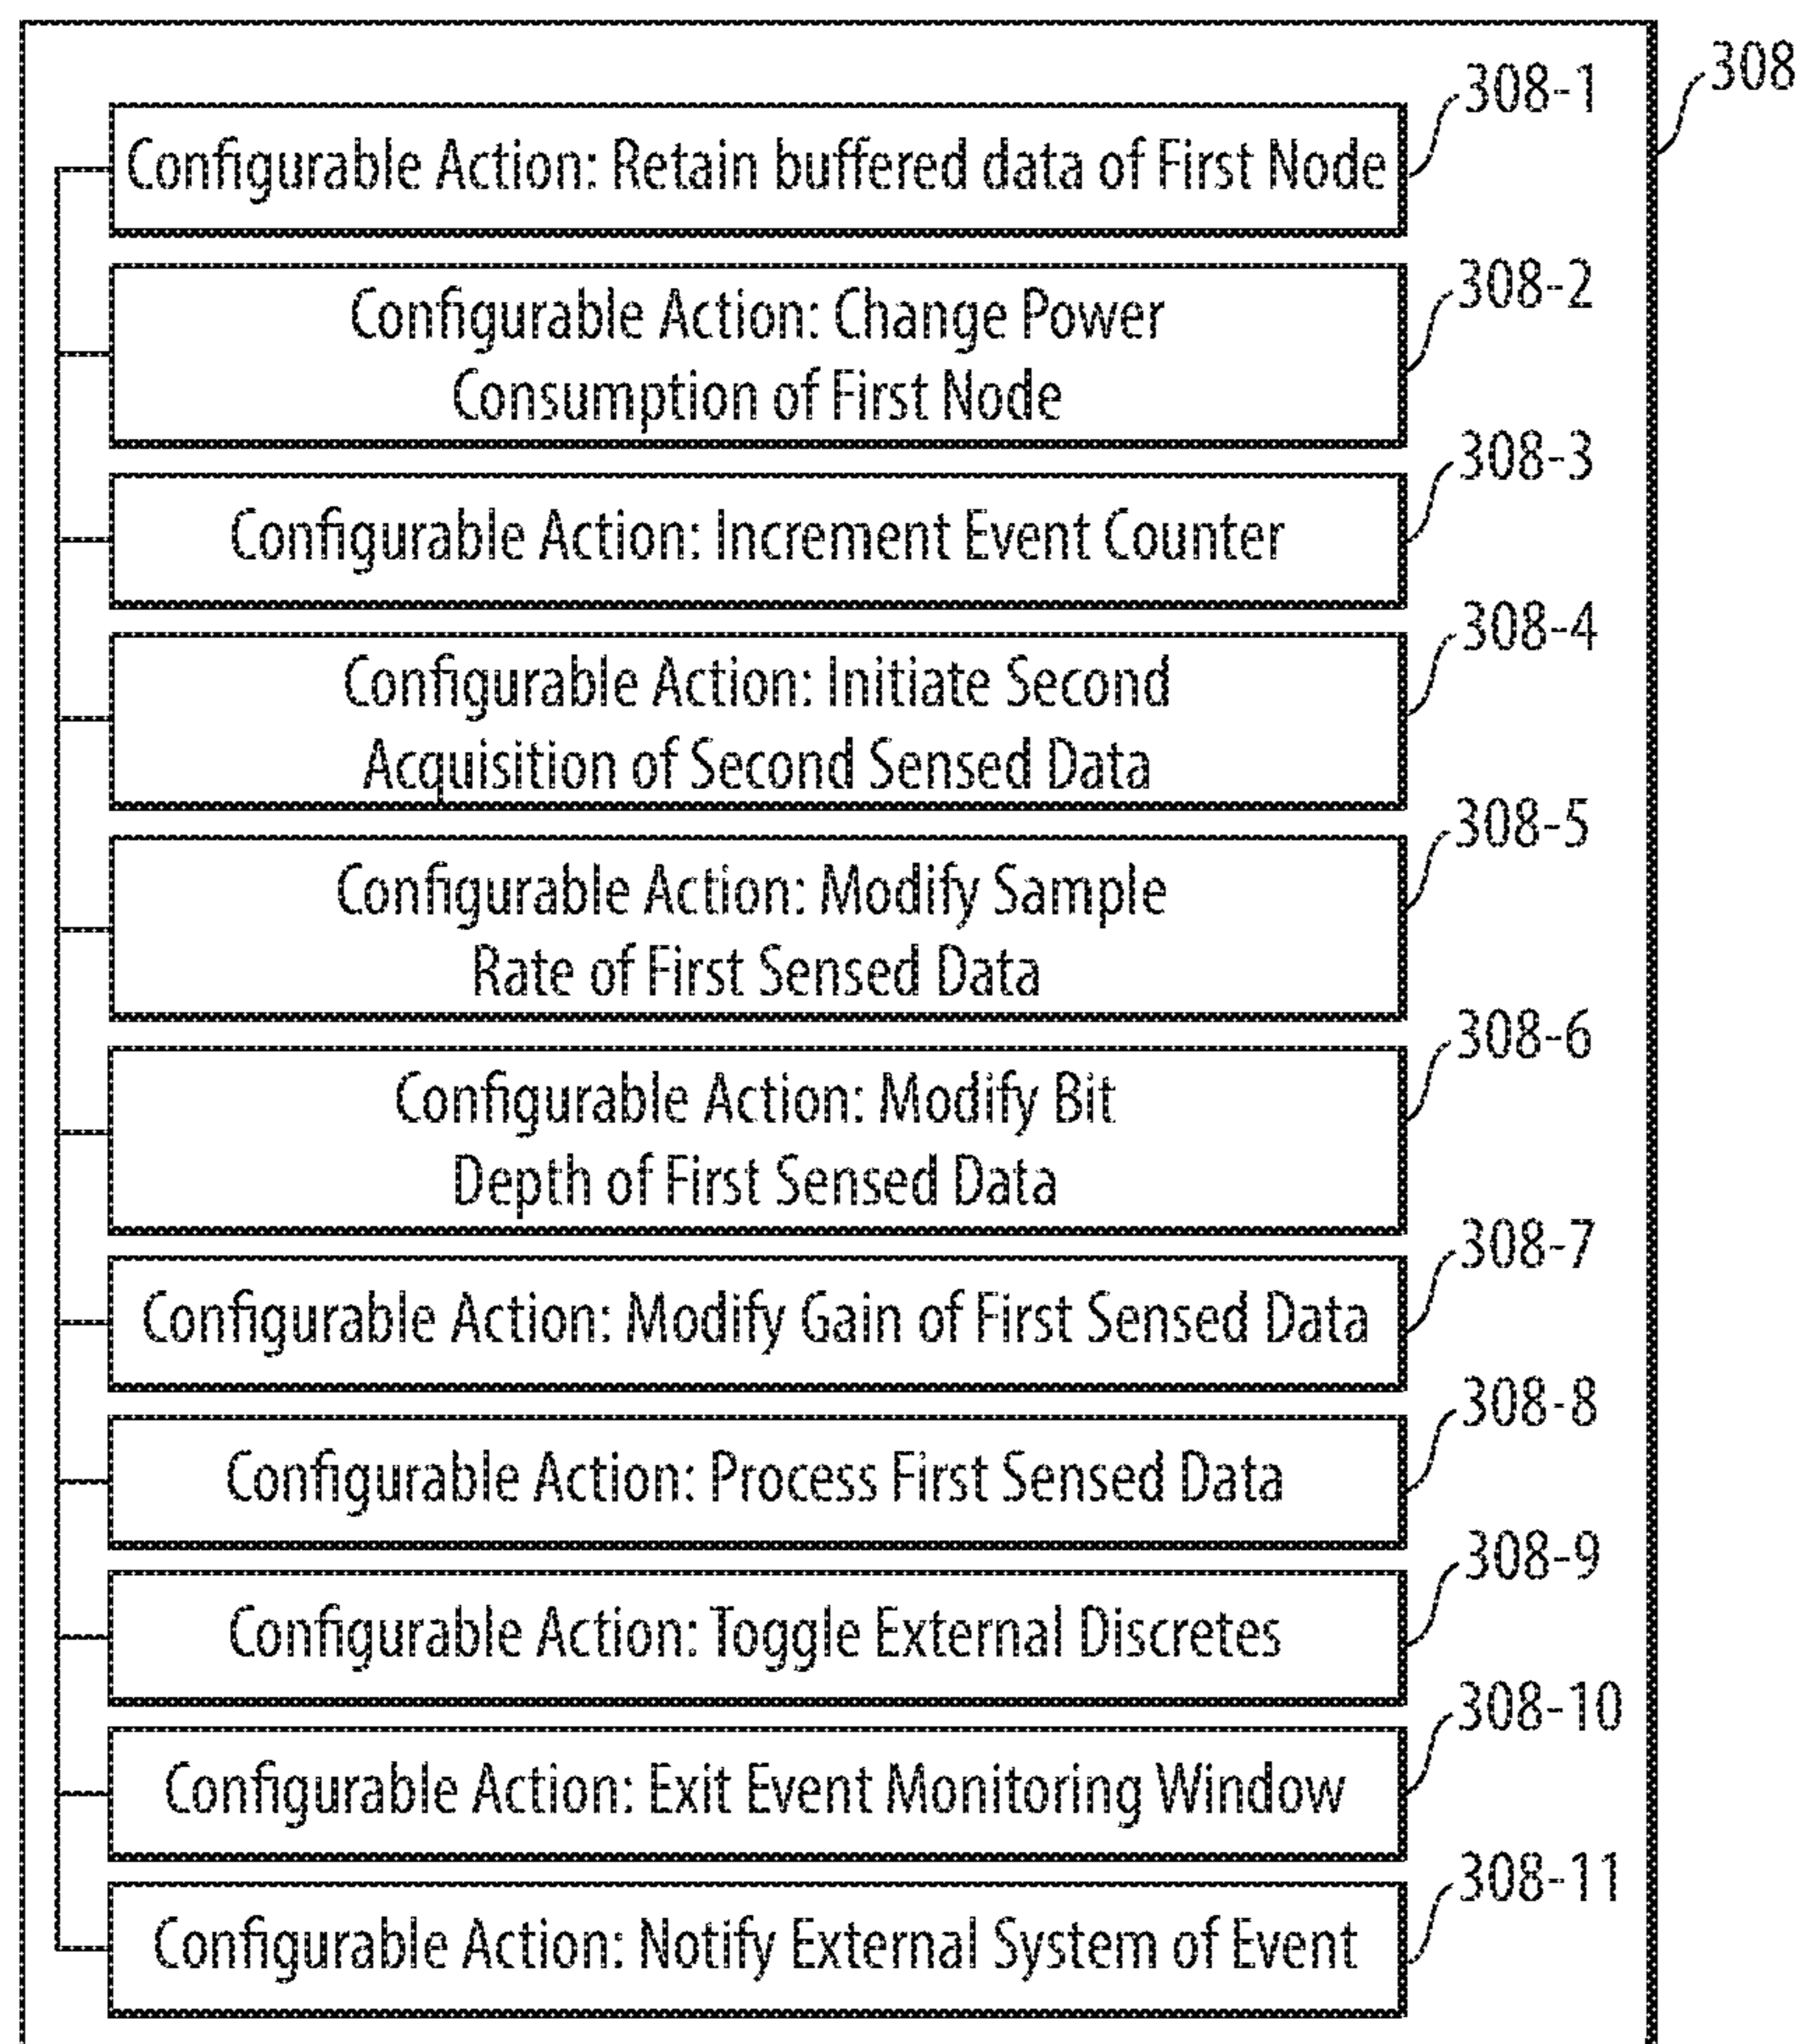 308
308-1
Configurable Action: Retain buffered data of First Node
308-2
Configurable Action: Change Power
Consumption of First Node
308-3
Configurable Action: Increment Event Counter
308-4
Configurable Action: Initiate Second
Acquisition of Second Sensed Data
308-5
Configurable Action: Modify Sample
Rate of First Sensed Data
308-6
Configurable Action: Modify Bit
Depth of First Sensed Data
308-7
Configurable Action: Modify Gain of First Sensed Data
308-8
Configurable Action: Process First Sensed Data
308-9
Configurable Action: Toggle External Discretes
308-10
Configurable Action: Exit Event Monitoring Window
308-11
Configurable Action: Notify External System of Event